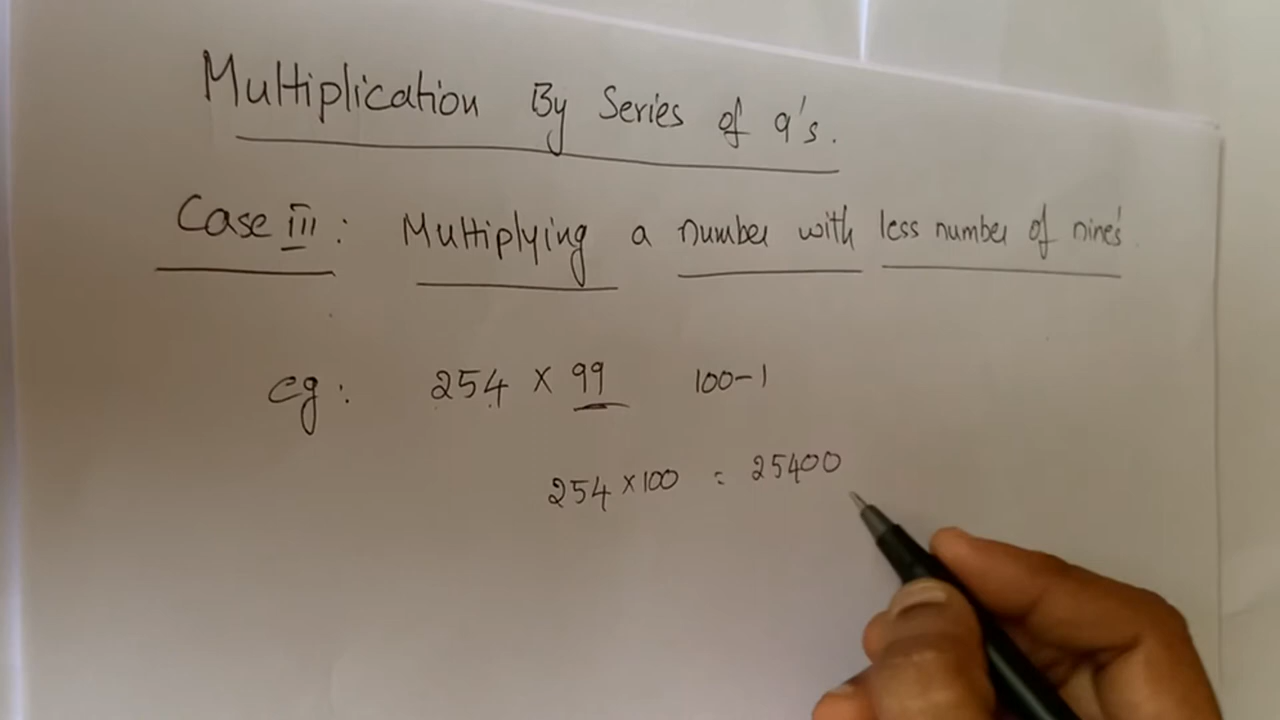 Multiplication By Series of 9's.
Case III : Multiplying a number with less number of nine's.
eg : 254 × 99 100-1
254 × 100 = 25400